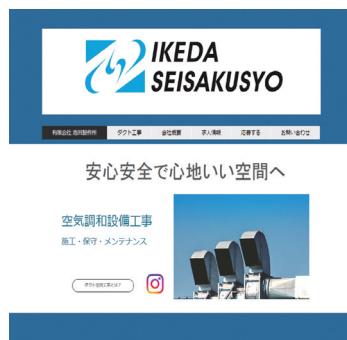 IKEDA
SEISAKUSYO
有限会社 池田製作所
ダクト工事
会社概要
求人情報
応募する
お問い合わせ
安心安全で心地いい空間へ
空気調和設備工事
施工・保守・メンテナンス